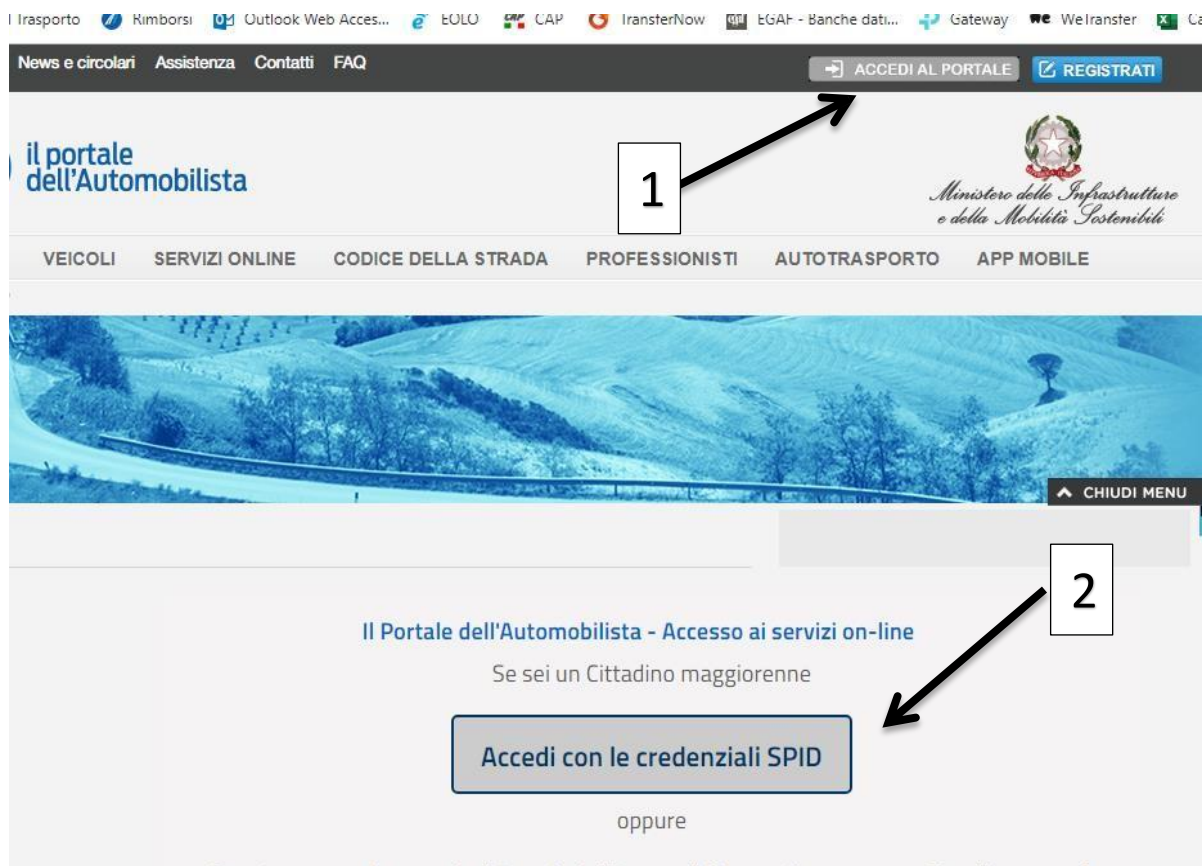 Trasporto Rimborsi Outlook Web Acces... EOLO CAP TransterNow EGAF - Banche dati... Gateway WeTranster
News e circolari Assistenza Contatti FAQ ACCEDI AL PORTALE REGISTRATI
il portale
dell'Automobilista
1
Ministero delle Infrastrutture
e della Mobilità Sostenibili
VEICOLI SERVIZI ONLINE CODICE DELLA STRADA PROFESSIONISTI AUTOTRASPORTO APP MOBILE
CHIUDI MENU
2
Il Portale dell'Automobilista - Accesso ai servizi on-line
Se sei un Cittadino maggiorenne
Accedi con le credenziali SPID
oppure